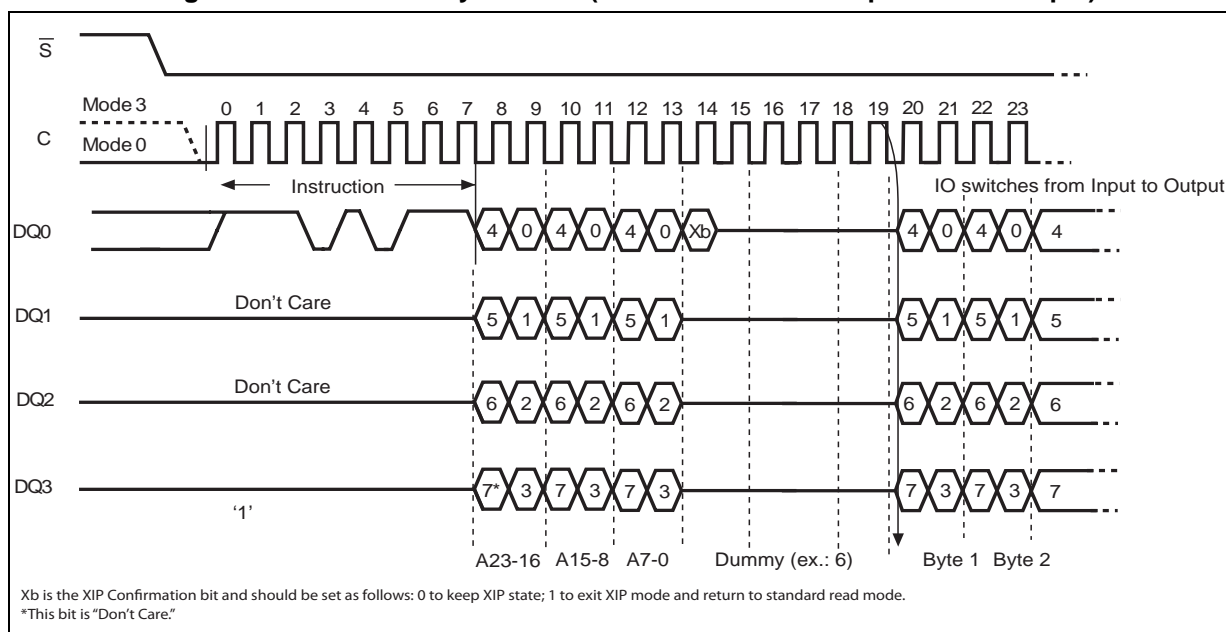 S
Mode 3
0 1 2 3 4 5 6 7 8 9 10 11 12 13 14 15 16 17 18 19 20 21 22 23
C
Mode 0
Instruction
IO switches from Input to Output
DQ0
4 0 4 0 4 0 Xb 4 0 4 0 4
Don't Care
DQ1
5 1 5 1 5 1 5 1 5 1 5
Don't Care
DQ2
6 2 6 2 6 2 6 2 6 2 6
DQ3
7* 3 7 3 7 3 7 3 7 3 7
‘1’
A23-16 A15-8 A7-0 Dummy (ex.: 6) Byte 1 Byte 2
Xb is the XIP Confirmation bit and should be set as follows: 0 to keep XIP state; 1 to exit XIP mode and return to standard read mode.
*This bit is “Don’t Care.”